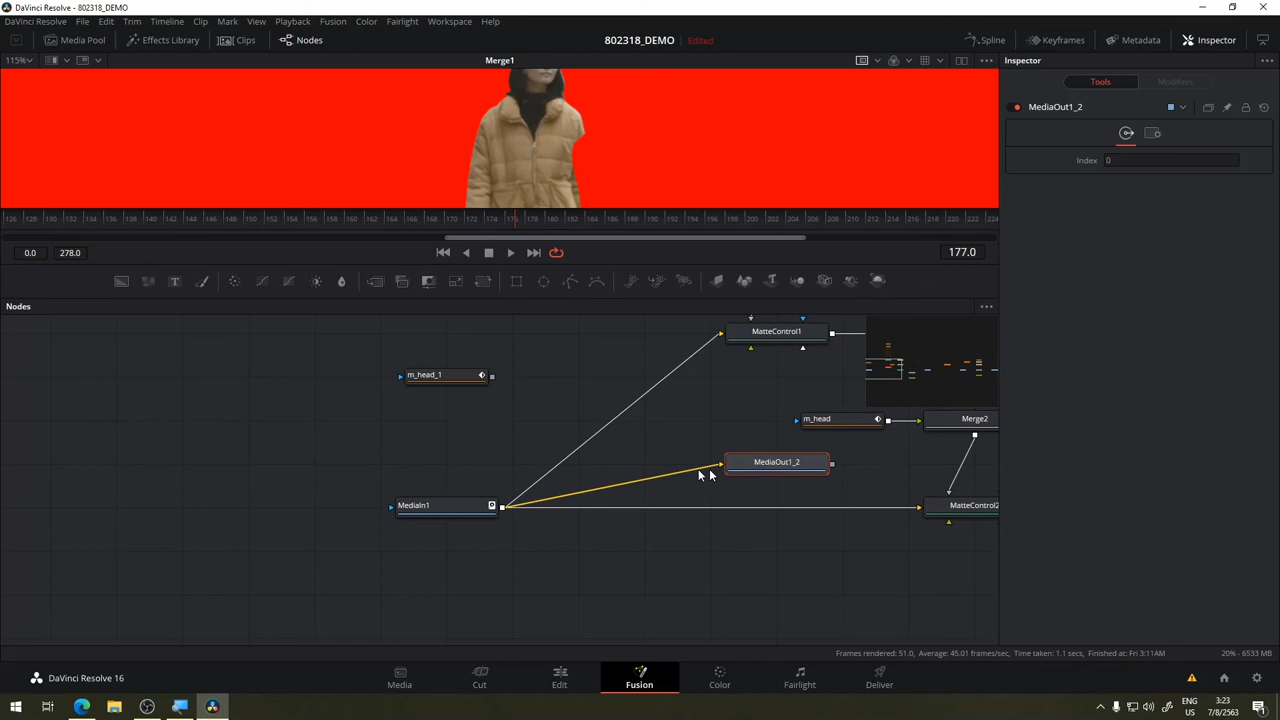 DaVinci Resolve - 802318_DEMO
DaVinci Resolve File Edit Trim Timeline Clip Mark View Playback Fusion Color Fairlight Workspace Help
Media Pool Effects Library Clips Nodes 802318_DEMO Edited Spline Keyframes Metadata Inspector
115% Merge1 Inspector
Tools Modifiers
MediaOut1_2
Index 0
126 128 130 132 134 136 138 140 142 144 146 148 150 152 154 156 158 160 162 164 166 168 170 172 174 178 180 182 184 186 188 190 192 194 196 198 200 202 204 206 208 210 212 214 216 218 220 222 224
0.0 278.0 177.0
Nodes
MatteControl1
m_head_1
m_head Merge2
MediaOut1_2
MediaIn1 MatteControl2
Frames rendered: 51.0, Average: 45.01 frames/sec, Time taken: 1.1 secs, Finished at: Fri 3:11AM 20% - 6533 MB
DaVinci Resolve 16 Media Cut Edit Fusion Color Fairlight Deliver
ENG
US
3:23
7/8/2563
1